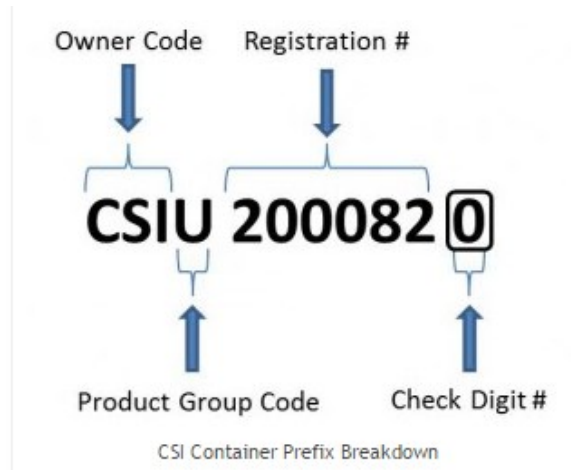 Owner Code Registration #
CSIU 200082 0
Product Group Code Check Digit #
CSI Container Prefix Breakdown